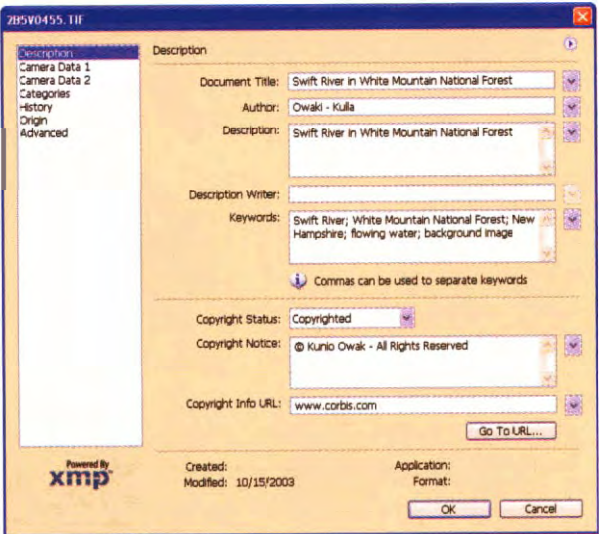 2B5V0455.TIF
Description
Camera Data 1
Camera Data 2
Categories
History
Origin
Advanced
Powered By
xmp
Description
Document Title: Swift River in White Mountain National Forest
Author: Owaki - Kulla
Description: Swift River in White Mountain National Forest
Description Writer:
Keywords: Swift River; White Mountain National Forest; New
Hampshire; flowing water; background image
Commas can be used to separate keywords
Copyright Status: Copyrighted
Copyright Notice: © Kunio Owak - All Rights Reserved
Copyright Info URL: www.corbis.com
Go To URL...
Created: Application:
Modified: 10/15/2003 Format:
OK Cancel